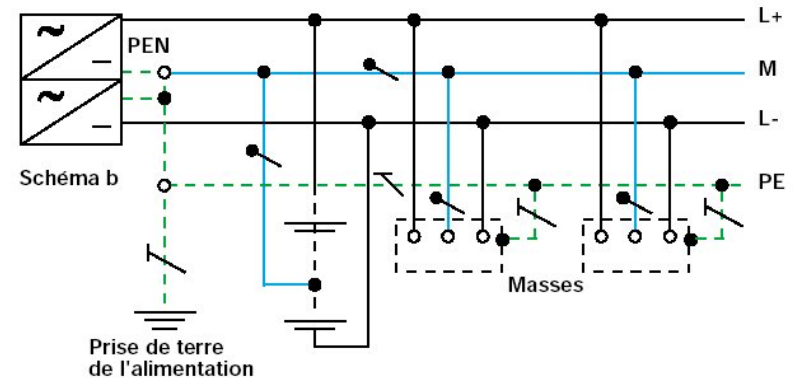 L+
PEN
M
L-
Schéma b
PE
Masses
Prise de terre
de l'alimentation